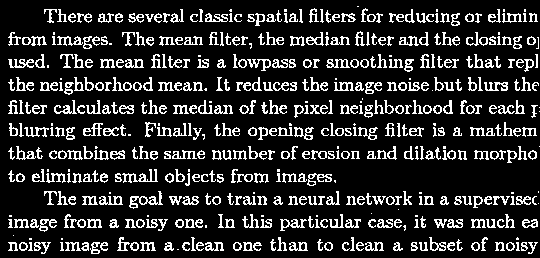 There are several classic spatial filters for reducing or elimin
from images. The mean filter, the median filter and the closing o
used. The mean filter is a lowpass or smoothing filter that repl
the neighborhood mean. It reduces the image noise but blurs the
filter calculates the median of the pixel neighborhood for each
blurring effect. Finally, the opening closing filter is a mathem
that combines the same number of erosion and dilation morpho
to eliminate small objects from images.
The main goal was to train a neural network in a supervised
image from a noisy one. In this particular case, it was much ea
noisy image from a clean one than to clean a subset of noisy